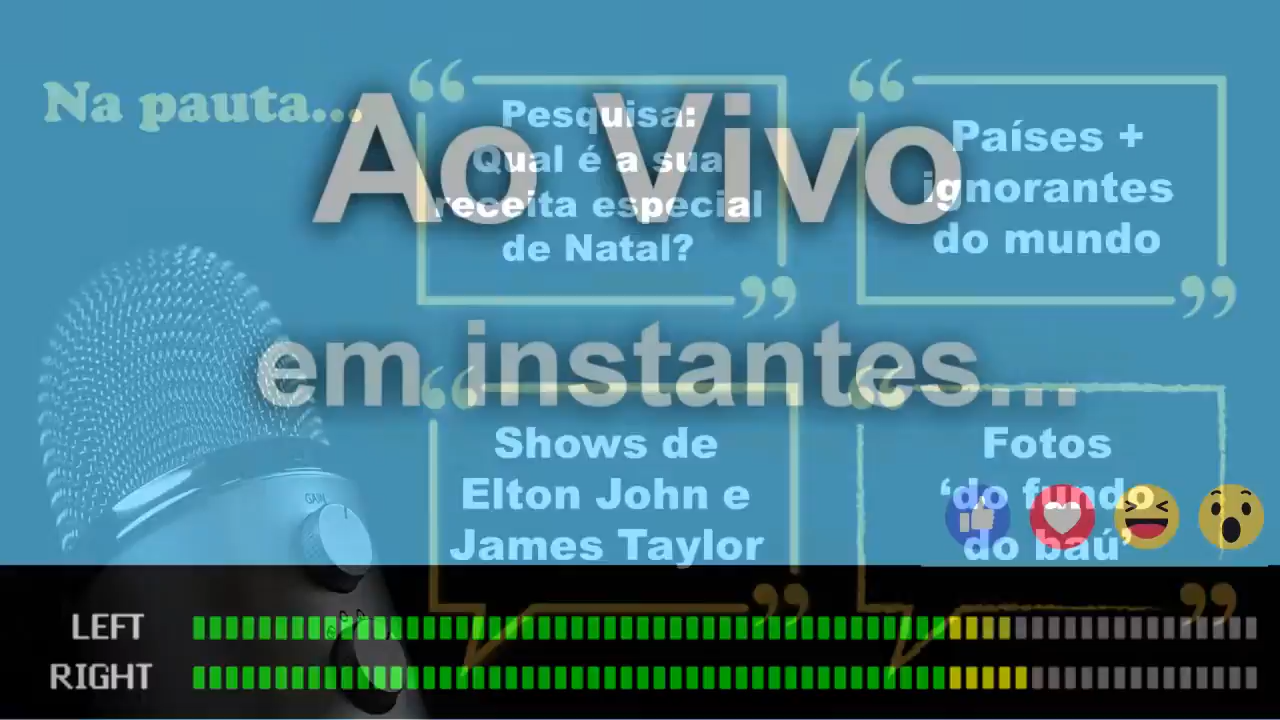 Na pauta...
Ao Vivo
em instantes...
Pesquisa:
Qual é a sua
receita especial
de Natal?
Países +
ignorantes
do mundo
Shows de
Elton John e
James Taylor
Fotos
‘do fundo
do baú’
GAIN
LEFT
RIGHT